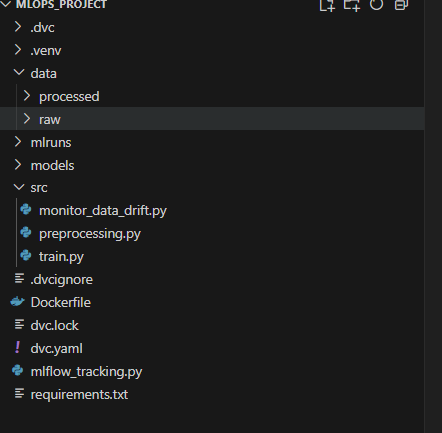 MLOPS_PROJECT
.dvc
.venv
data
processed
raw
mlruns
models
src
monitor_data_drift.py
preprocessing.py
train.py
.dvcignore
Dockerfile
dvc.lock
! dvc.yaml
mlflow_tracking.py
requirements.txt